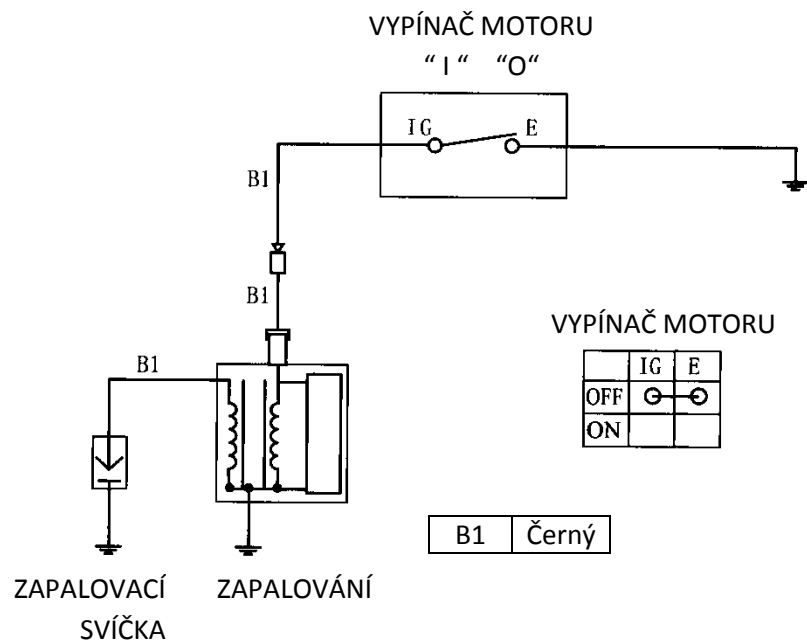 VYPÍNAČ MOTORU
“ I “ “O“
IG E
B1
B1
VYPÍNAČ MOTORU
B1
IG E
OFF
ON
B1 Černý
ZAPALOVACÍ ZAPALOVÁNÍ
SVÍČKA